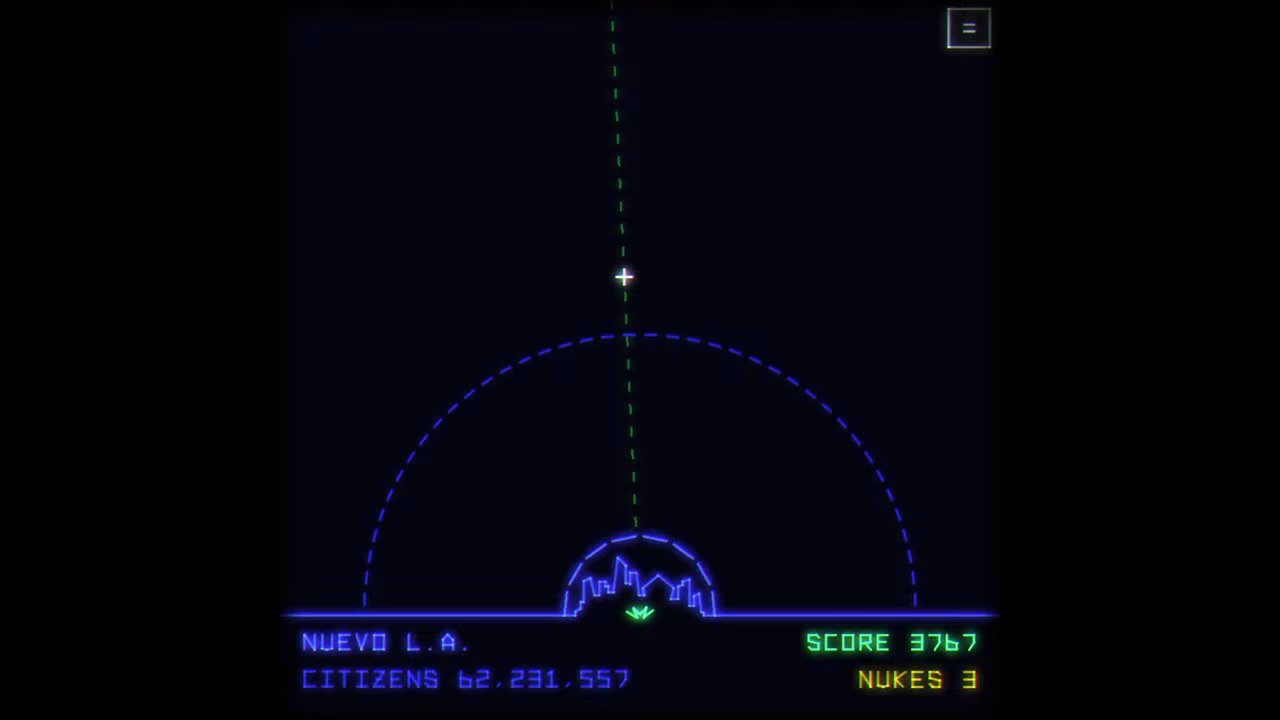 =
NUEVO L.A.
SCORE 3767
CITIZENS 62,231,557
NUKES 3